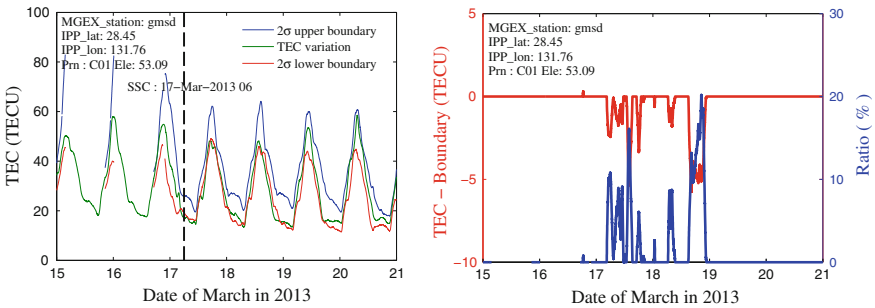 MGEX_station: gmsd
IPP_lat: 28.45
IPP_lon: 131.76
Prn : C01 Ele: 53.09
2σ upper boundary
TEC variation
2σ lower boundary
SSC : 17-Mar-2013 06
TEC (TECU)
100
80
60
40
20
0
15 16 17 18 19 20 21
Date of March in 2013
MGEX_station: gmsd
IPP_lat: 28.45
IPP_lon: 131.76
Prn : C01 Ele: 53.09
TEC − Boundary (TECU)
5
0
−5
−10
30
20
10
0
Ratio ( % )
15 16 17 18 19 20 21
Date of March in 2013